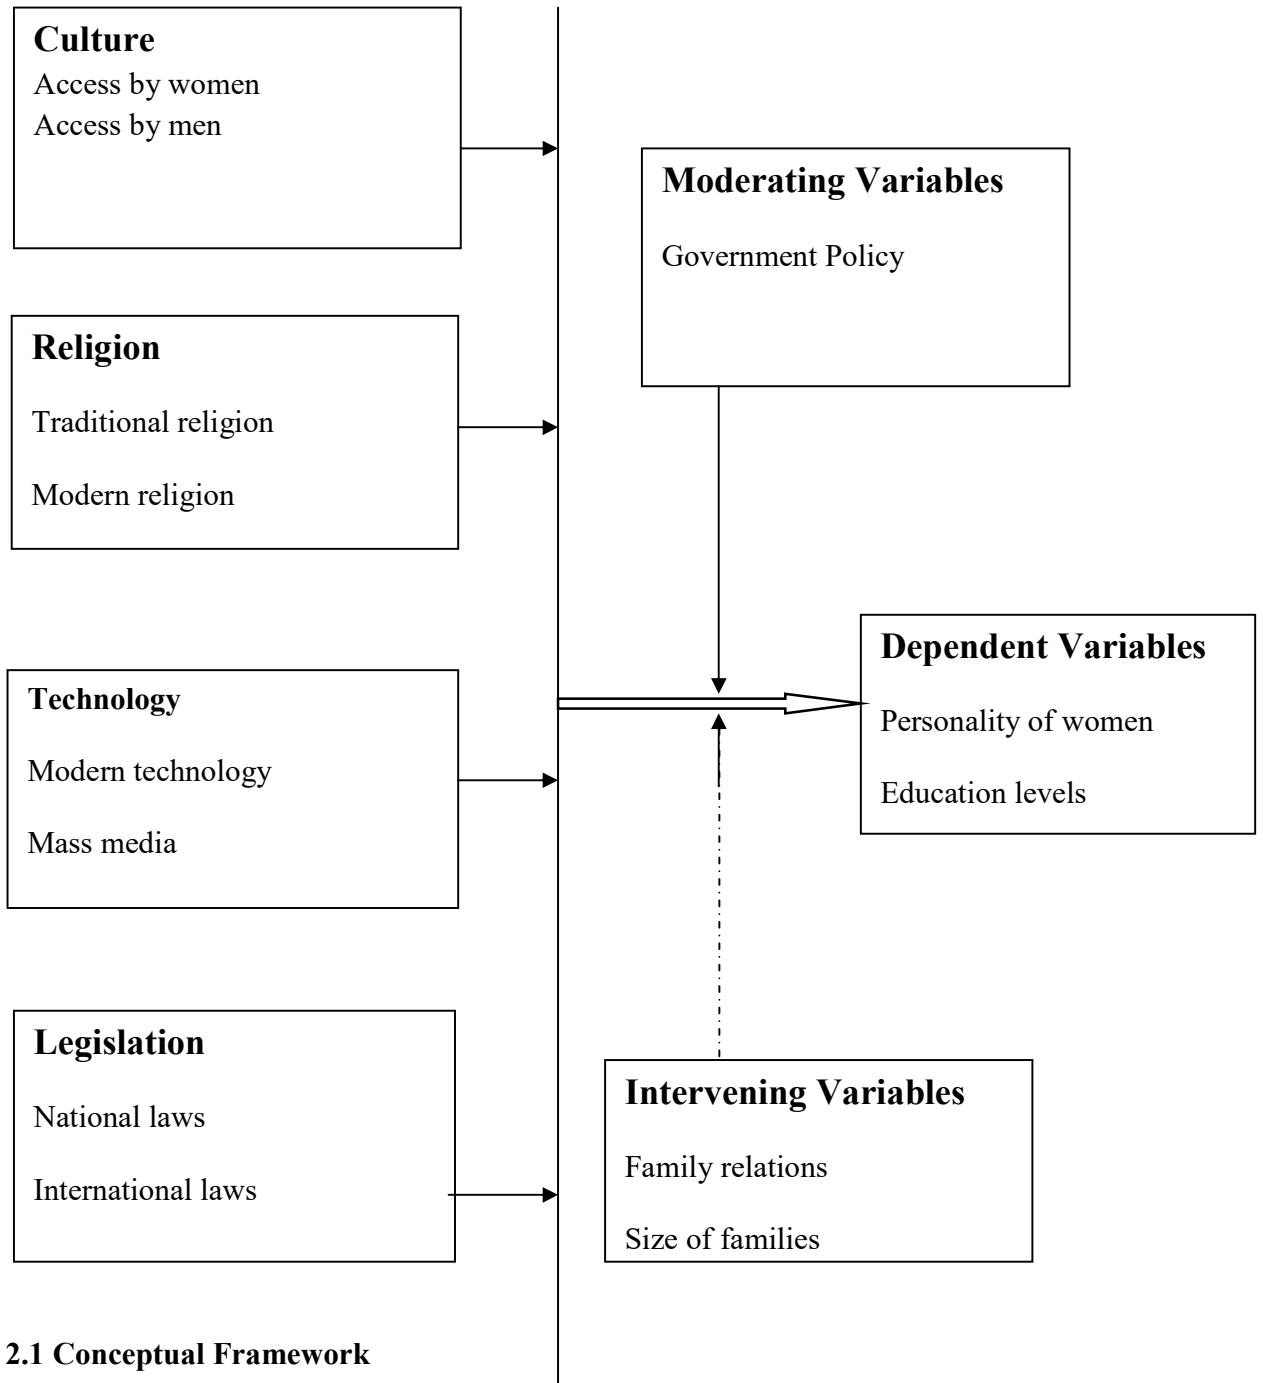 Culture
Access by women
Access by men
Religion
Traditional religion
Modern religion
Technology
Modern technology
Mass media
Legislation
National laws
International laws
Moderating Variables
Government Policy
Dependent Variables
Personality of women
Education levels
Intervening Variables
Family relations
Size of families
2.1 Conceptual Framework